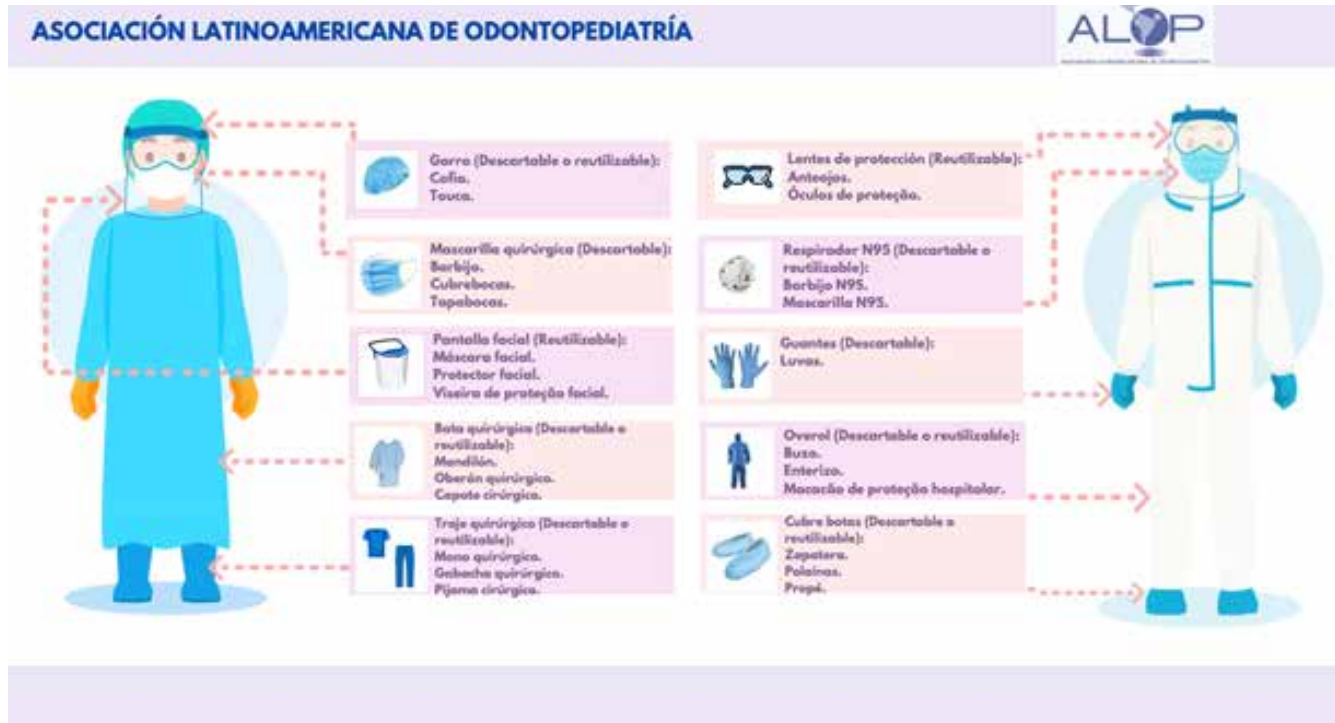 ASOCIACIÓN LATINOAMERICANA DE ODONTOPEDIATRÍA
ALOP
Gorro (Descartable o reutilizable):
Cofia.
Touca.
Mascarilla quirúrgica (Descartable):
Barbijo.
Cubrebocas.
Tapabocas.
Pantalla facial (Reutilizable):
Máscara facial.
Protector facial.
Viseira de proteção facial.
Bata quirúrgica (Descartable o
reutilizable):
Mandilón.
Oberán quirúrgico.
Capote cirúrgico.
Traje quirúrgico (Descartable o
reutilizable):
Mono quirúrgico.
Gabacha quirúrgica.
Pijama cirúrgico.
Lentes de protección (Reutilizable):
Anteojos.
Óculos de proteção.
Respirador N95 (Descartable o
reutilizable):
Barbijo N95.
Mascarilla N95.
Guantes (Descartable):
Luvas.
Overol (Descartable o reutilizable):
Buzo.
Enterizo.
Macacão de proteção hospitalar.
Cubre botas (Descartable o
reutilizable):
Zapatera.
Polainas.
Propé.